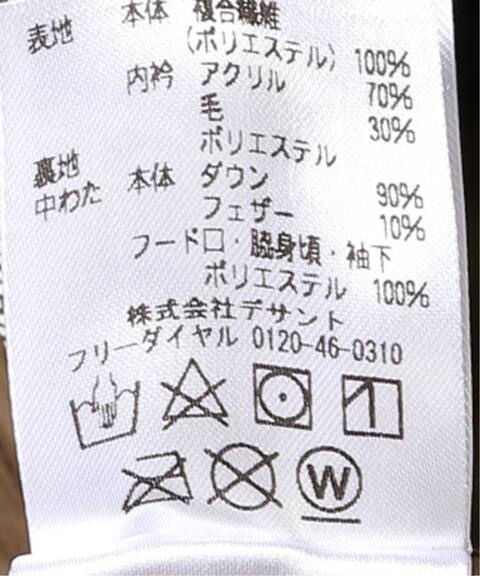 表地 本体 複合繊維
(ポリエステル) 100%
内衿 アクリル 70%
毛 30%
ポリエステル
裏地
中わた 本体 ダウン 90%
フェザー 10%
フード口・脇身頃・袖下
ポリエステル 100%
株式会社デサント
フリーダイヤル 0120-46-0310
W